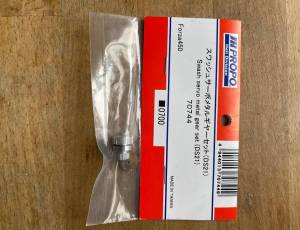 JR PROPO
Forza450
スワッシュサーボメタルギヤーセット(DS21)
Swash servo metal gear set (DS21)
70744
■0700
MADE IN TAIWAN